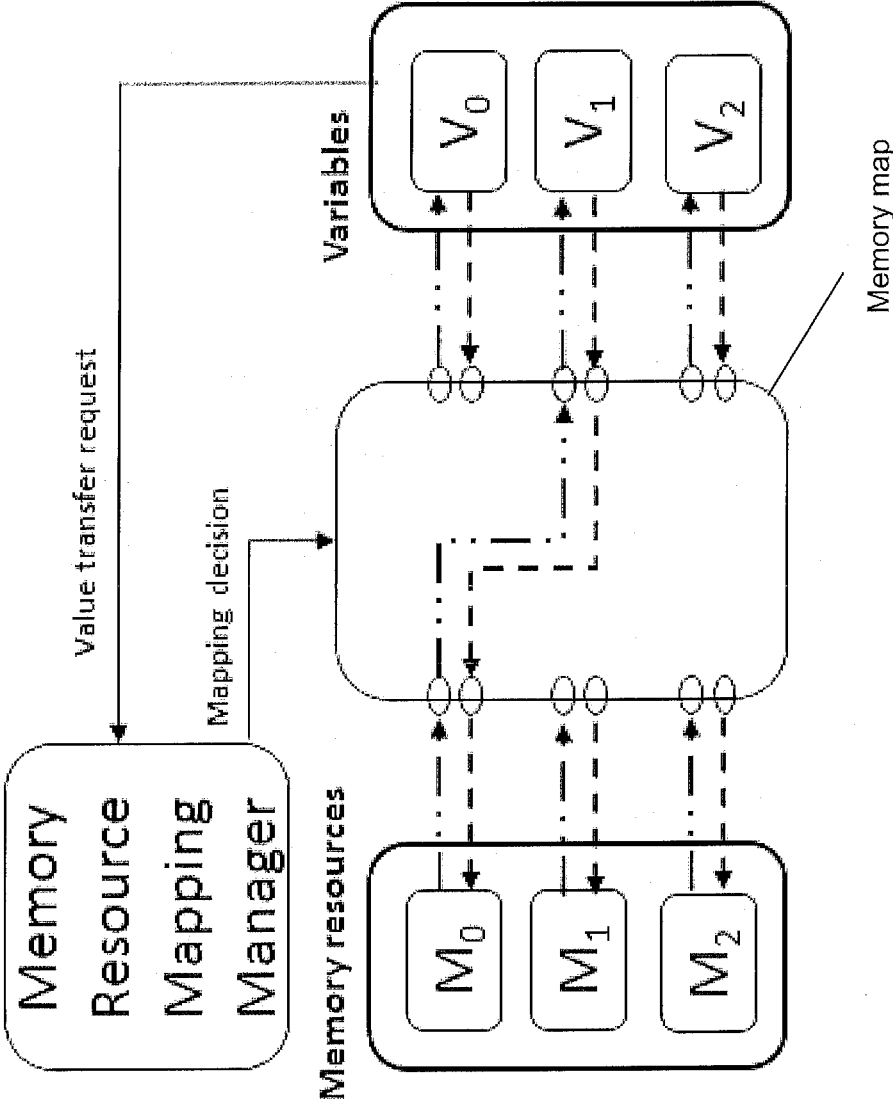 Memory
Resource
Mapping
Manager
Value transfer request
Mapping decision
Memory resources
M0
M1
M2
Variables
V0
V1
V2
Memory map